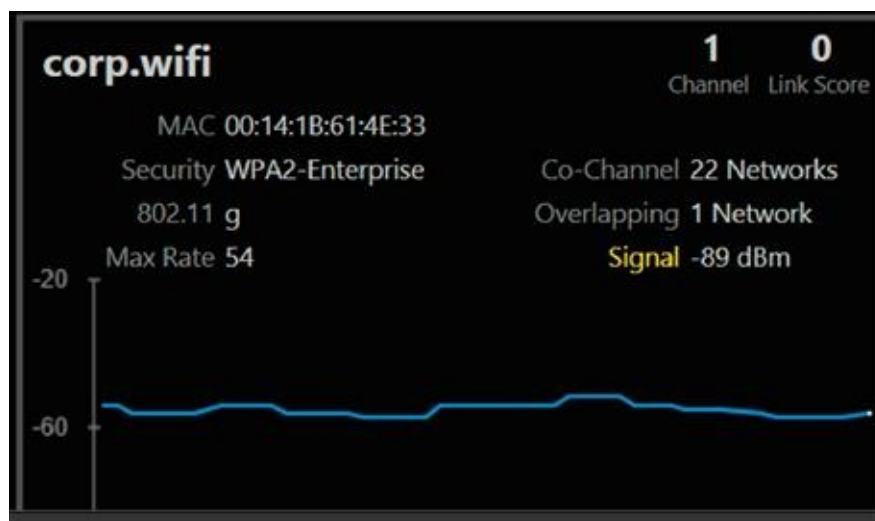 corp.wifi
1 0
Channel Link Score
MAC 00:14:1B:61:4E:33
Security WPA2-Enterprise Co-Channel 22 Networks
802.11 g Overlapping 1 Network
Max Rate 54 Signal -89 dBm
-20
-60